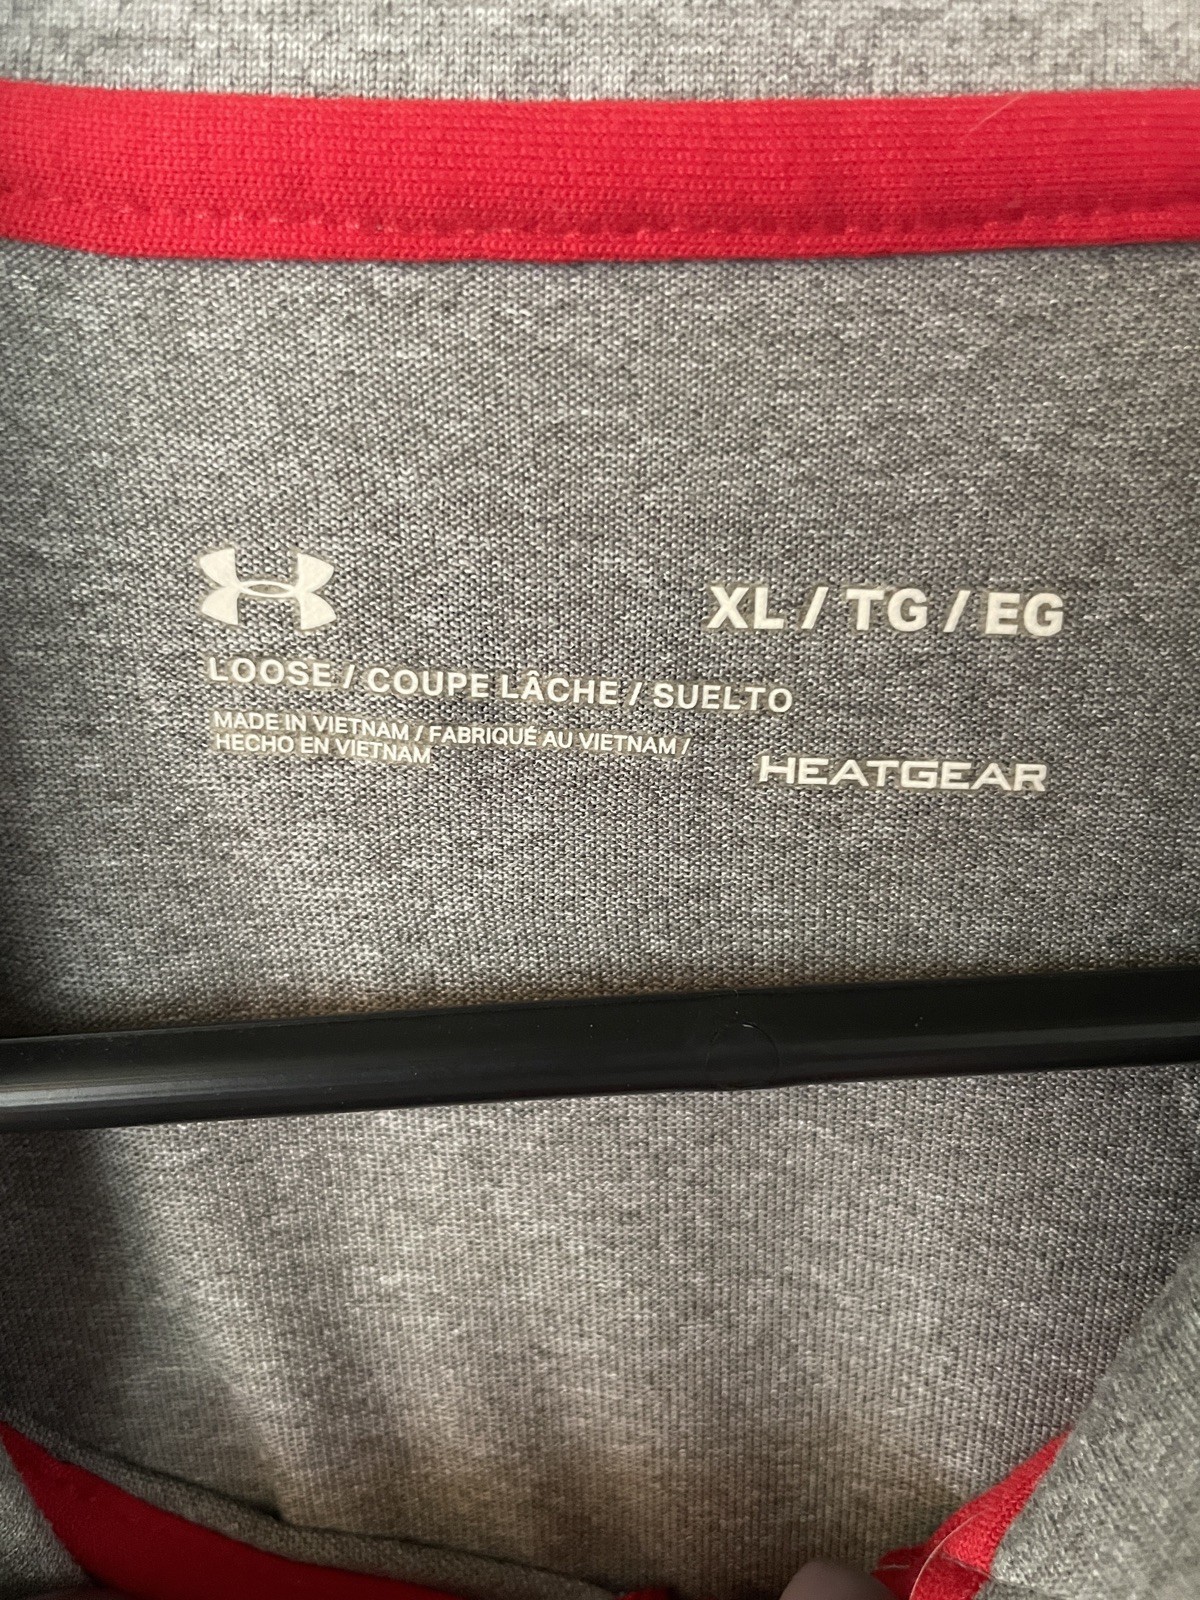 XL / TG / EG
LOOSE / COUPE LÂCHE / SUELTO
MADE IN VIETNAM / FABRIQUÉ AU VIETNAM /
HECHO EN VIETNAM
HEATGEAR